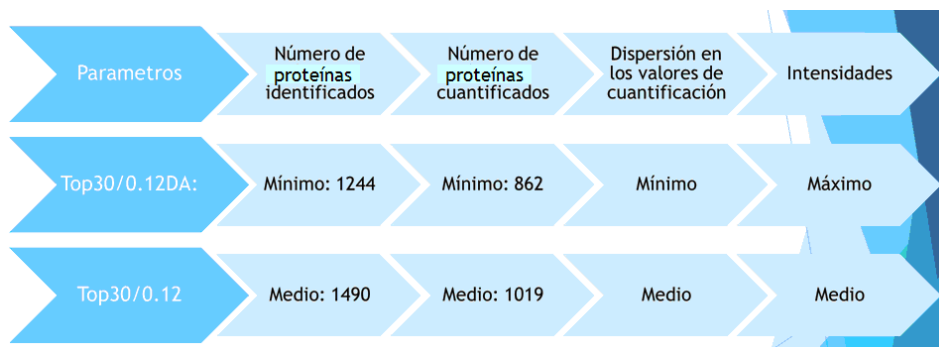 Parametros
Número de
proteínas
identificados
Número de
proteínas
cuantificados
Dispersión en
los valores de
cuantificación
Intensidades
Top30/0.12DA:
Mínimo: 1244
Mínimo: 862
Mínimo
Máximo
Top30/0.12
Medio: 1490
Medio: 1019
Medio
Medio